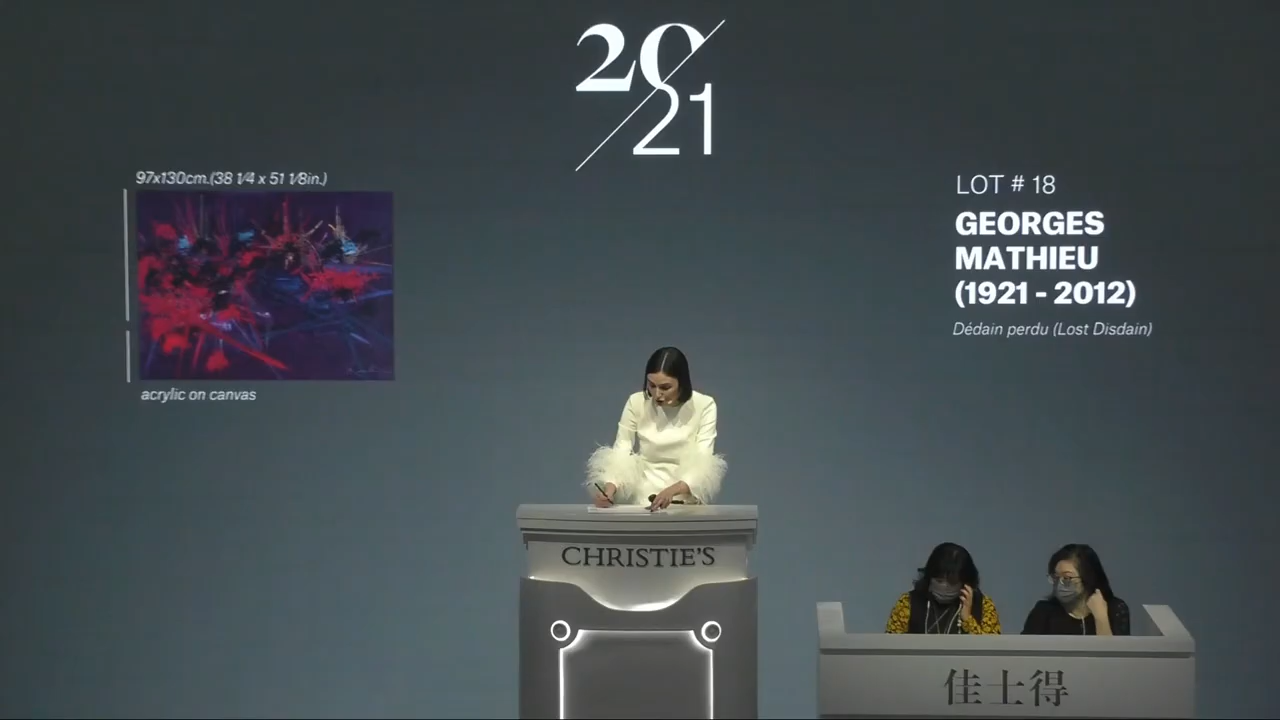 20
21
97x130cm.(38 1/4 x 51 1/8in.)
acrylic on canvas
LOT # 18
GEORGES
MATHIEU
(1921 - 2012)
Dédain perdu (Lost Disdain)
CHRISTIE'S
佳士得